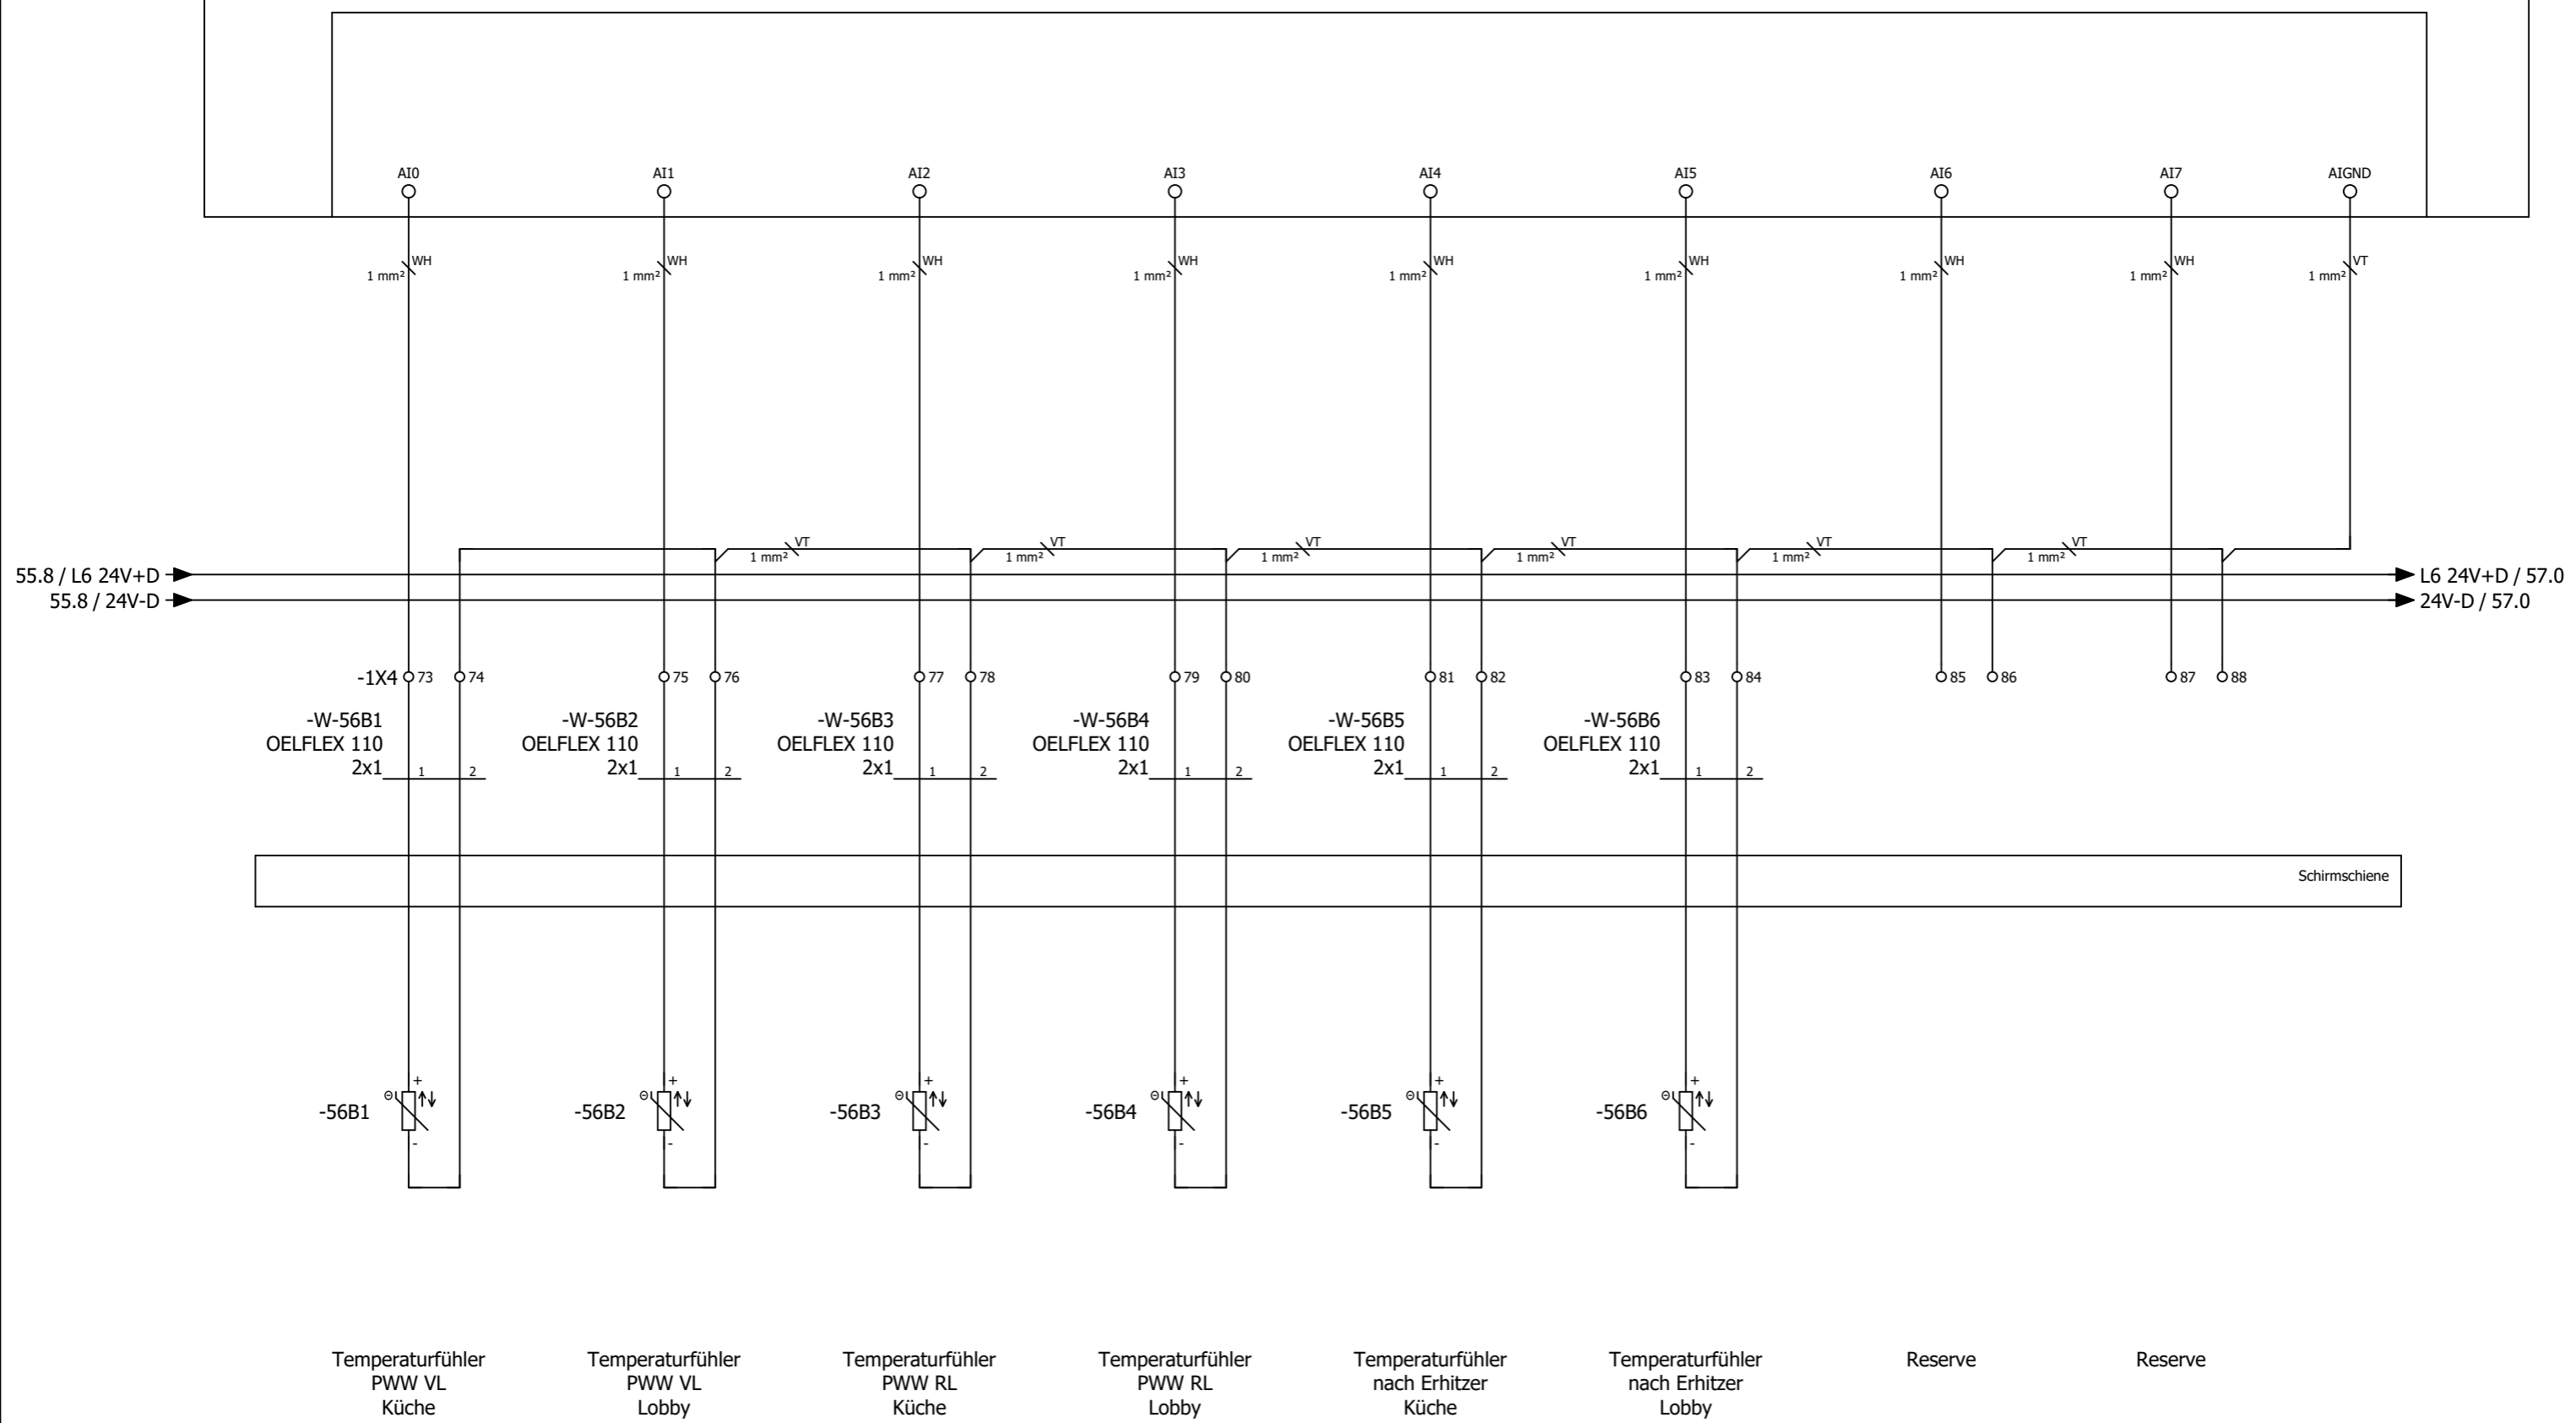 AI0 AI1 AI2 AI3 AI4 AI5 AI6 AI7 AIGND
WH WH WH WH WH WH WH WH VT
1 mm² 1 mm² 1 mm² 1 mm² 1 mm² 1 mm² 1 mm² 1 mm² 1 mm²
VT VT VT VT VT VT
1 mm² 1 mm² 1 mm² 1 mm² 1 mm² 1 mm²
55.8 / L6 24V+D L6 24V+D / 57.0
55.8 / 24V-D 24V-D / 57.0
-1X4 73 74 75 76 77 78 79 80 81 82 83 84 85 86 87 88
-W-56B1 -W-56B2 -W-56B3 -W-56B4 -W-56B5 -W-56B6
OELFLEX 110 OELFLEX 110 OELFLEX 110 OELFLEX 110 OELFLEX 110 OELFLEX 110
2x1 1 2 2x1 1 2 2x1 1 2 2x1 1 2 2x1 1 2 2x1 1 2
Schirmschiene
+ + + + + +
Θ Θ Θ Θ Θ Θ
-56B1 -56B2 -56B3 -56B4 -56B5 -56B6
- - - - - -
Temperaturfühler Temperaturfühler Temperaturfühler Temperaturfühler Temperaturfühler Temperaturfühler Reserve Reserve
PWW VL PWW VL PWW RL PWW RL nach Erhitzer nach Erhitzer
Küche Lobby Küche Lobby Küche Lobby